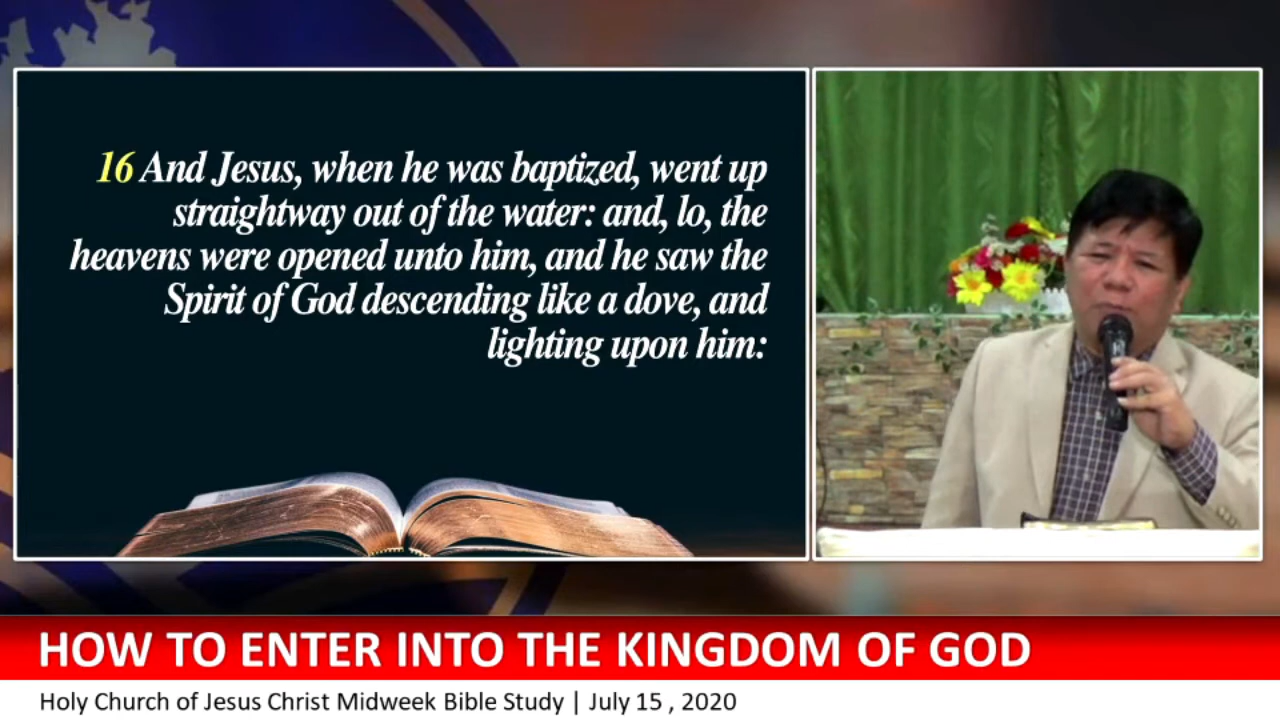 16 And Jesus, when he was baptized, went up
straightway out of the water: and, lo, the
heavens were opened unto him, and he saw the
Spirit of God descending like a dove, and
lighting upon him:
HOW TO ENTER INTO THE KINGDOM OF GOD
Holy Church of Jesus Christ Midweek Bible Study | July 15 , 2020